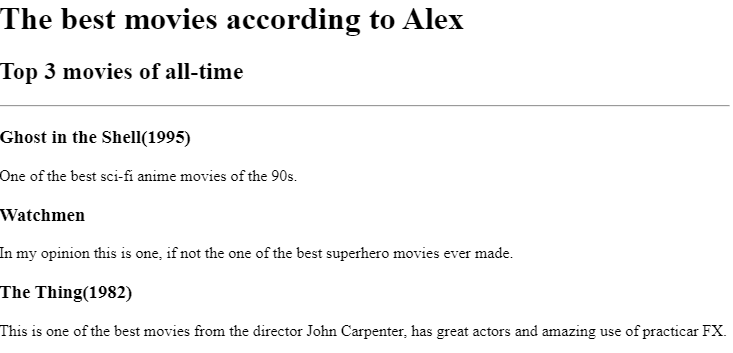 The best movies according to Alex
Top 3 movies of all-time
Ghost in the Shell(1995)
One of the best sci-fi anime movies of the 90s.
Watchmen
In my opinion this is one, if not the one of the best superhero movies ever made.
The Thing(1982)
This is one of the best movies from the director John Carpenter, has great actors and amazing use of practicar FX.